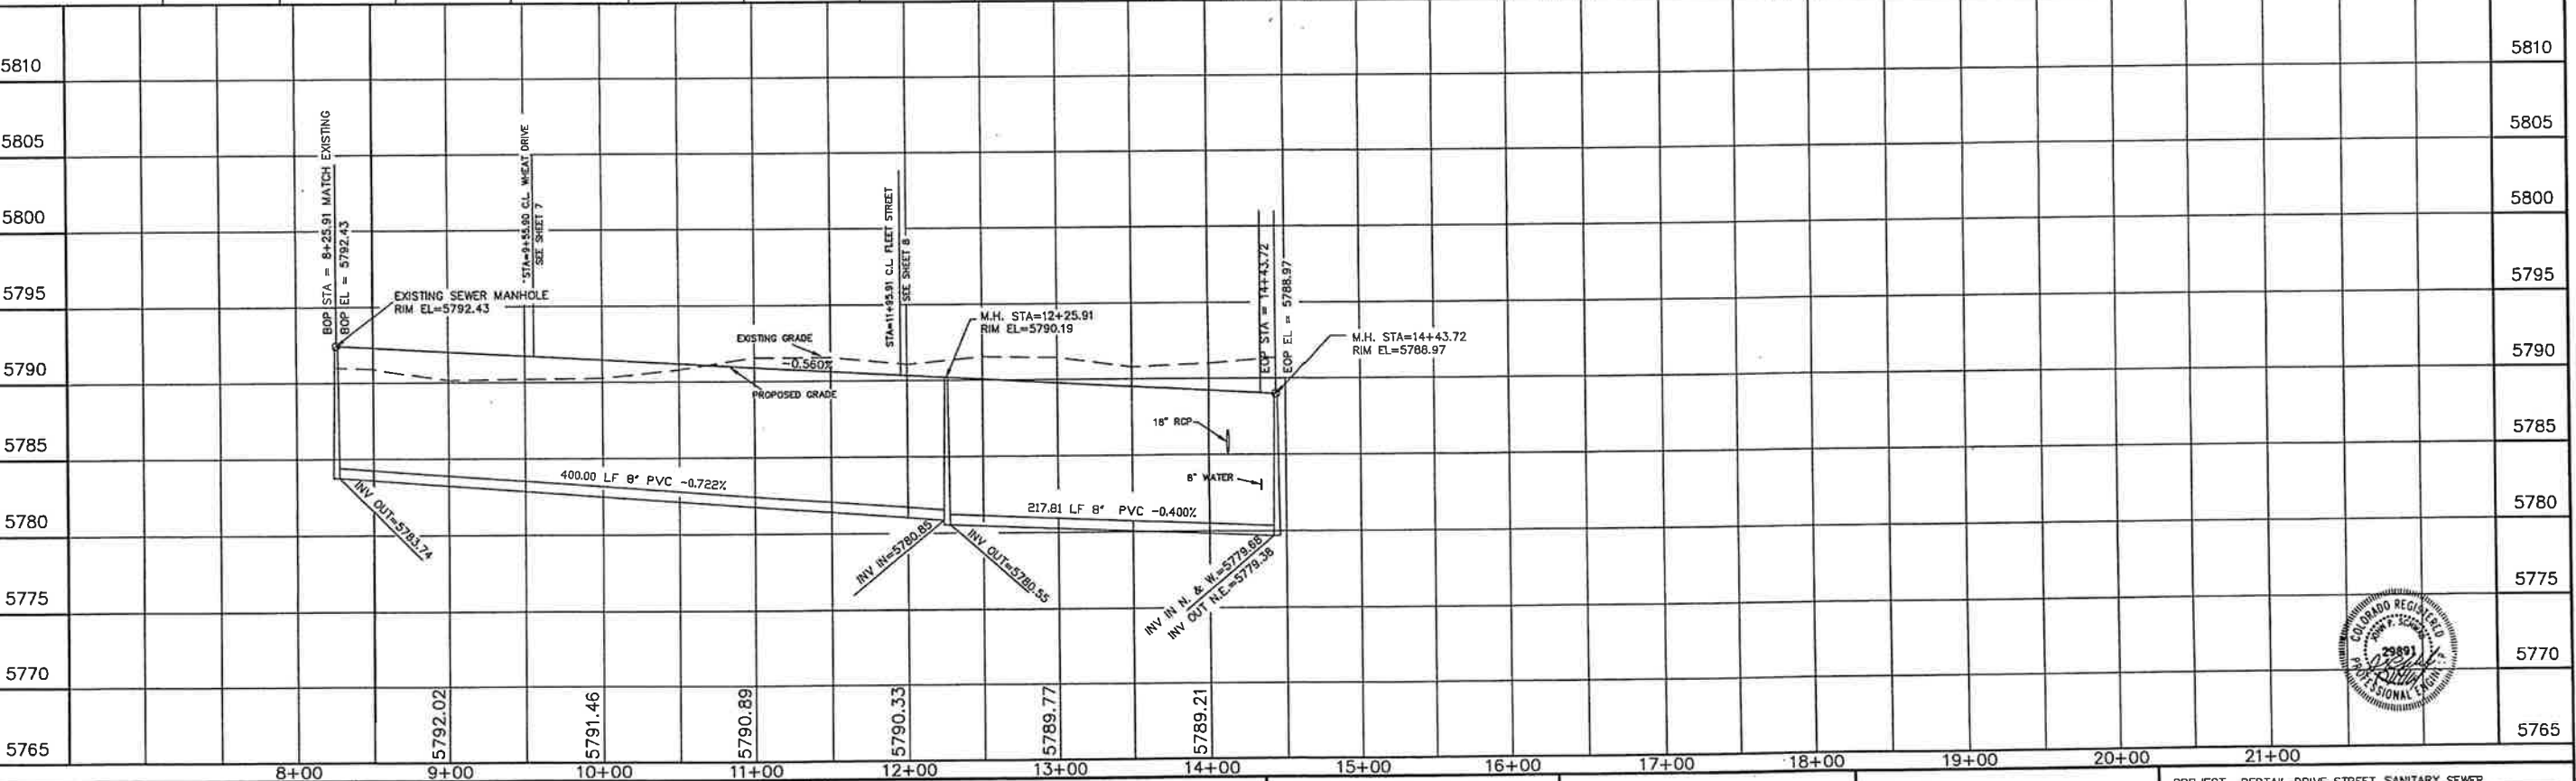 5810
5805
5800
5795
5790
5785
5780
5775
5770
5765
BOP STA = 8+25.91 MATCH EXISTING
BOP EL = 5792.43
EXISTING SEWER MANHOLE
RIM EL=5792.43
STA=9+55.90 C.L. WHEAT DRIVE
SEE SHEET 7
EXISTING GRADE
-0.560%
PROPOSED GRADE
STA=11+95.91 C.L. FLEET STREET
SEE SHEET 8
M.H. STA=12+25.91
RIM EL=5790.19
EOP STA = 14+43.72
EOP EL = 5788.97
M.H. STA=14+43.72
RIM EL=5788.97
18" RCP
8" WATER
400.00 LF 8" PVC -0.722%
217.81 LF 8" PVC -0.400%
INV OUT=5783.74
INV IN=5780.85
INV OUT=5780.55
INV IN N. & W.=5779.68
INV OUT N.E.=5779.38
5792.02
5791.46
5790.89
5790.33
5789.77
5789.21
8+00
9+00
10+00
11+00
12+00
13+00
14+00
15+00
16+00
17+00
18+00
19+00
20+00
21+00
5810
5805
5800
5795
5790
5785
5780
5775
5770
5765
COLORADO REGISTERED
JOHN P.
29891
PROFESSIONAL ENGINEER
DRIVE STREET SANITARY SEWER